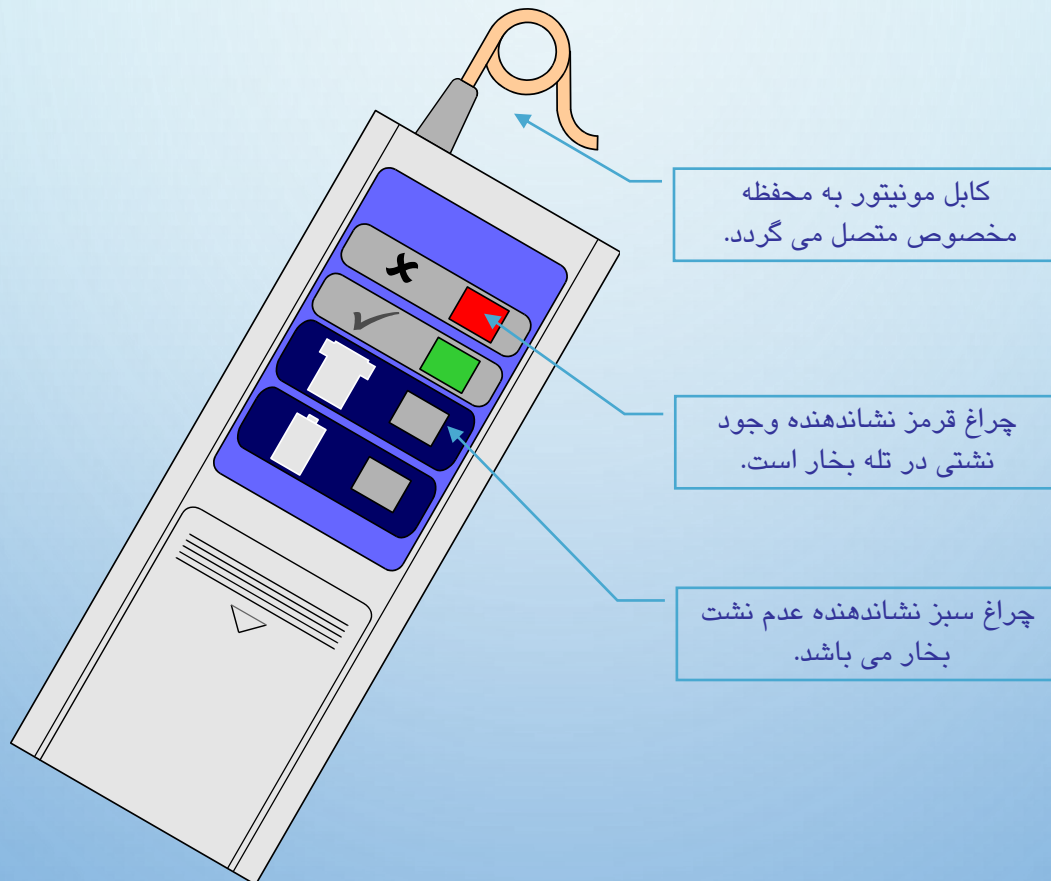 کابل مونیتور به محفظه
مخصوص متصل می گردد.
چراغ قرمز نشاندهنده وجود
نشتی در تله بخار است.
چراغ سبز نشاندهنده عدم نشت
بخار می باشد.